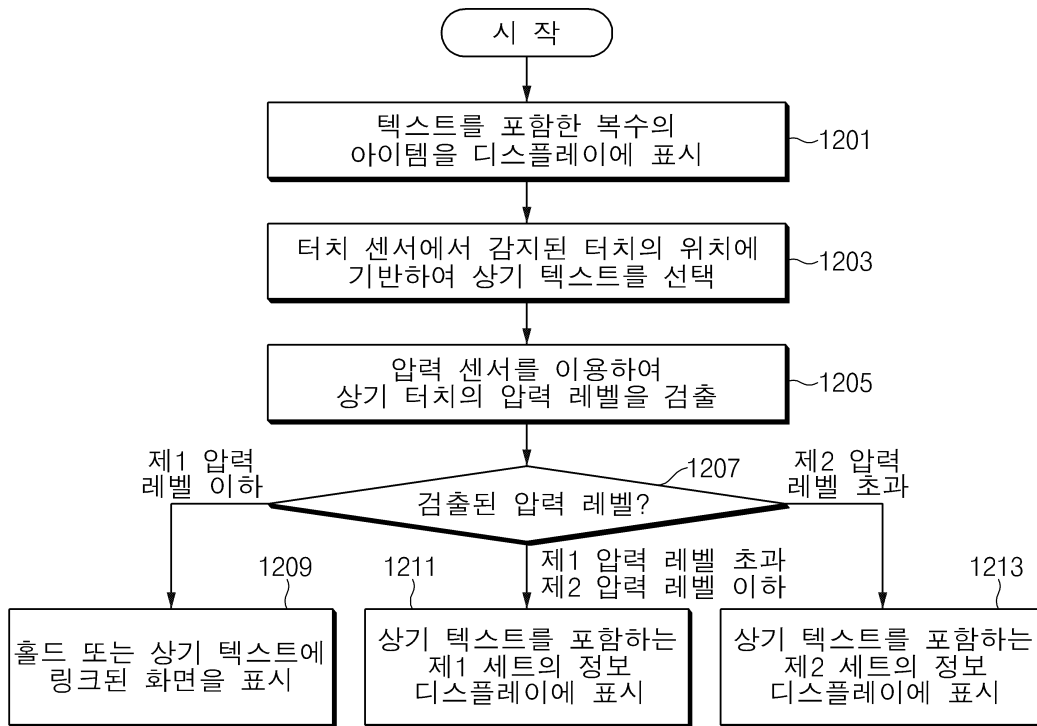 시 작
텍스트를 포함한 복수의
아이템을 디스플레이에 표시
1201
터치 센서에서 감지된 터치의 위치에
기반하여 상기 텍스트를 선택
1203
압력 센서를 이용하여
상기 터치의 압력 레벨을 검출
1205
제1 압력
레벨 이하
1207
검출된 압력 레벨?
제2 압력
레벨 초과
제1 압력 레벨 초과
제2 압력 레벨 이하
1209
홀드 또는 상기 텍스트에
링크된 화면을 표시
1211
상기 텍스트를 포함하는
제1 세트의 정보
디스플레이에 표시
1213
상기 텍스트를 포함하는
제2 세트의 정보
디스플레이에 표시